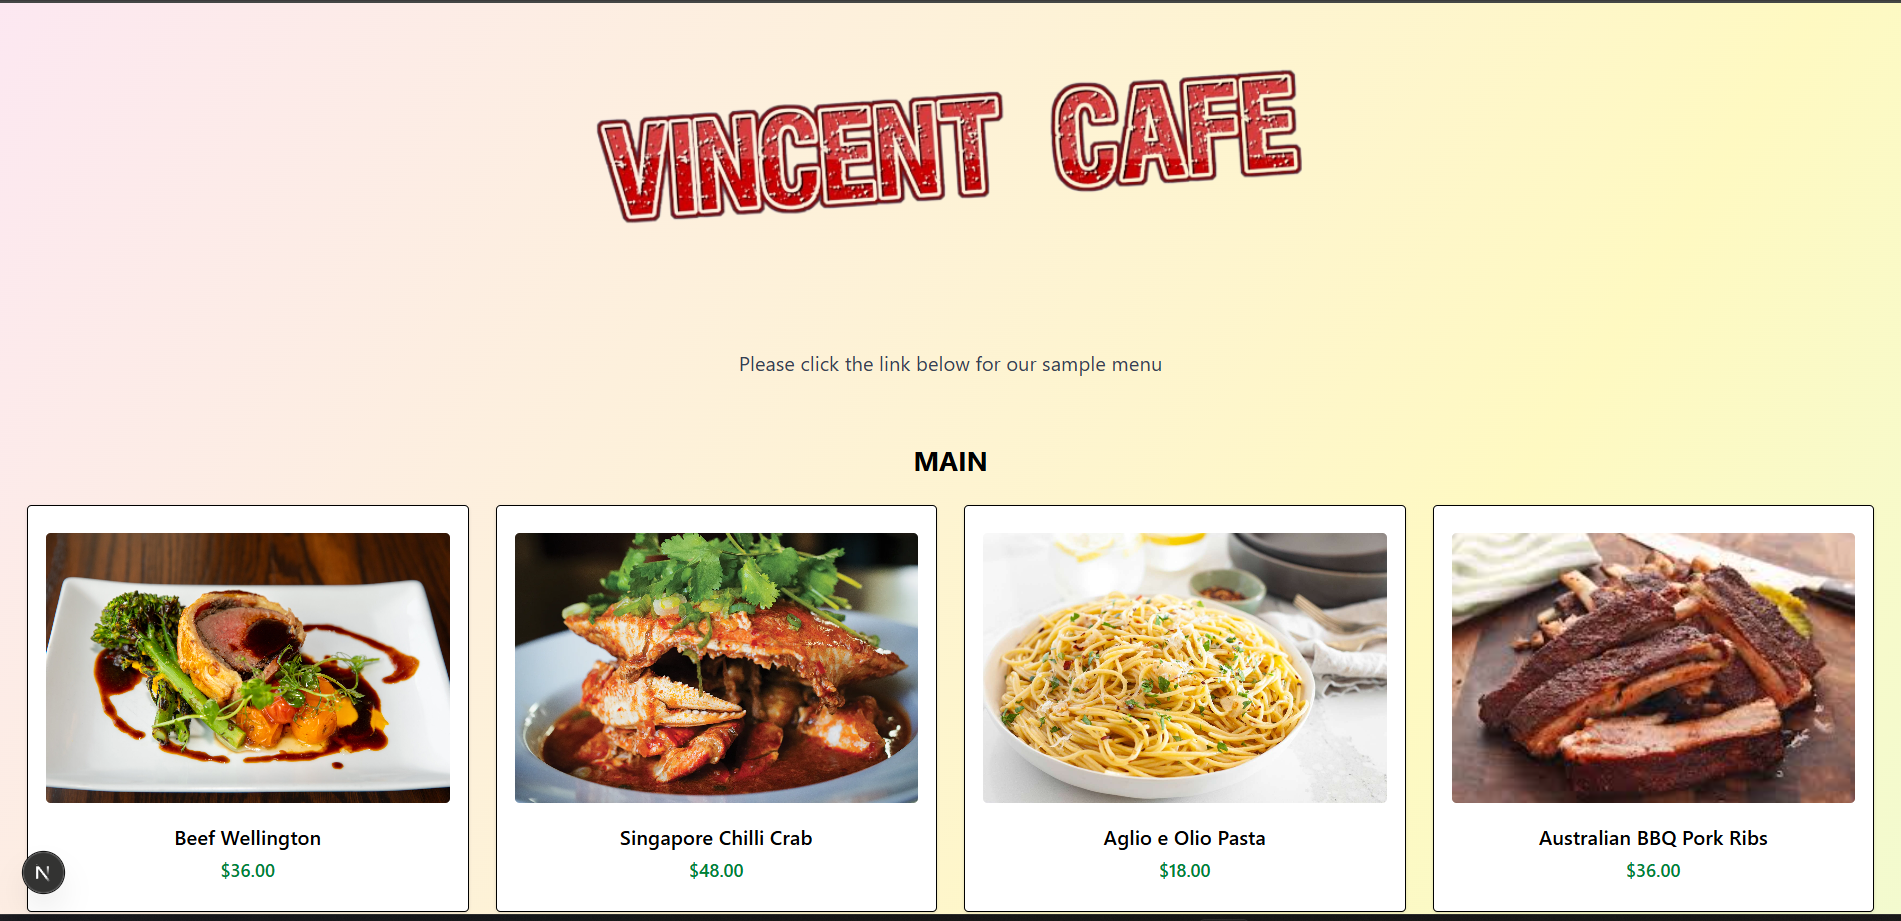 VINCENT CAFE
Please click the link below for our sample menu
MAIN
Beef Wellington
$36.00
Singapore Chilli Crab
$48.00
Aglio e Olio Pasta
$18.00
Australian BBQ Pork Ribs
$36.00
N